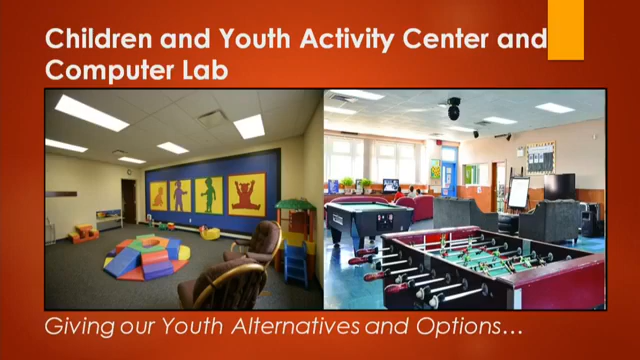 Children and Youth Activity Center and
Computer Lab
Giving our Youth Alternatives and Options…